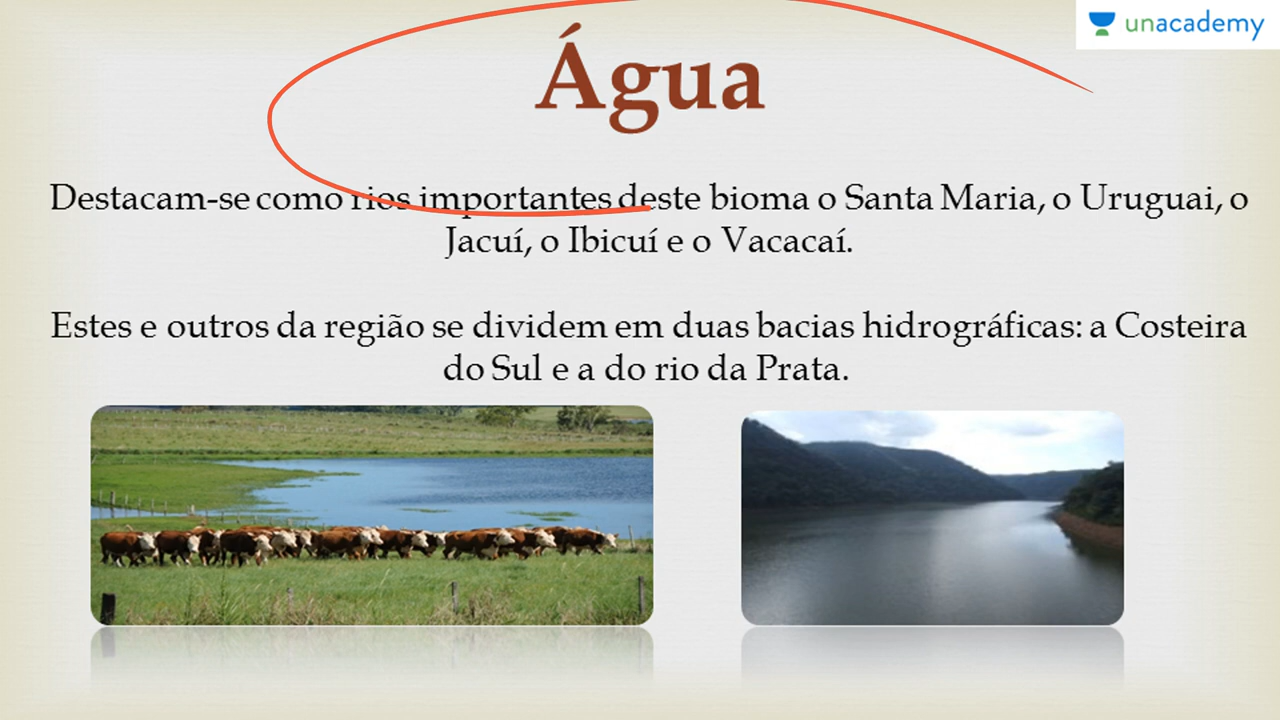 unacademy
Água
Destacam-se como rios importantes deste bioma o Santa Maria, o Uruguai, o
Jacuí, o Ibicuí e o Vacacaí.
Estes e outros da região se dividem em duas bacias hidrográficas: a Costeira
do Sul e a do rio da Prata.